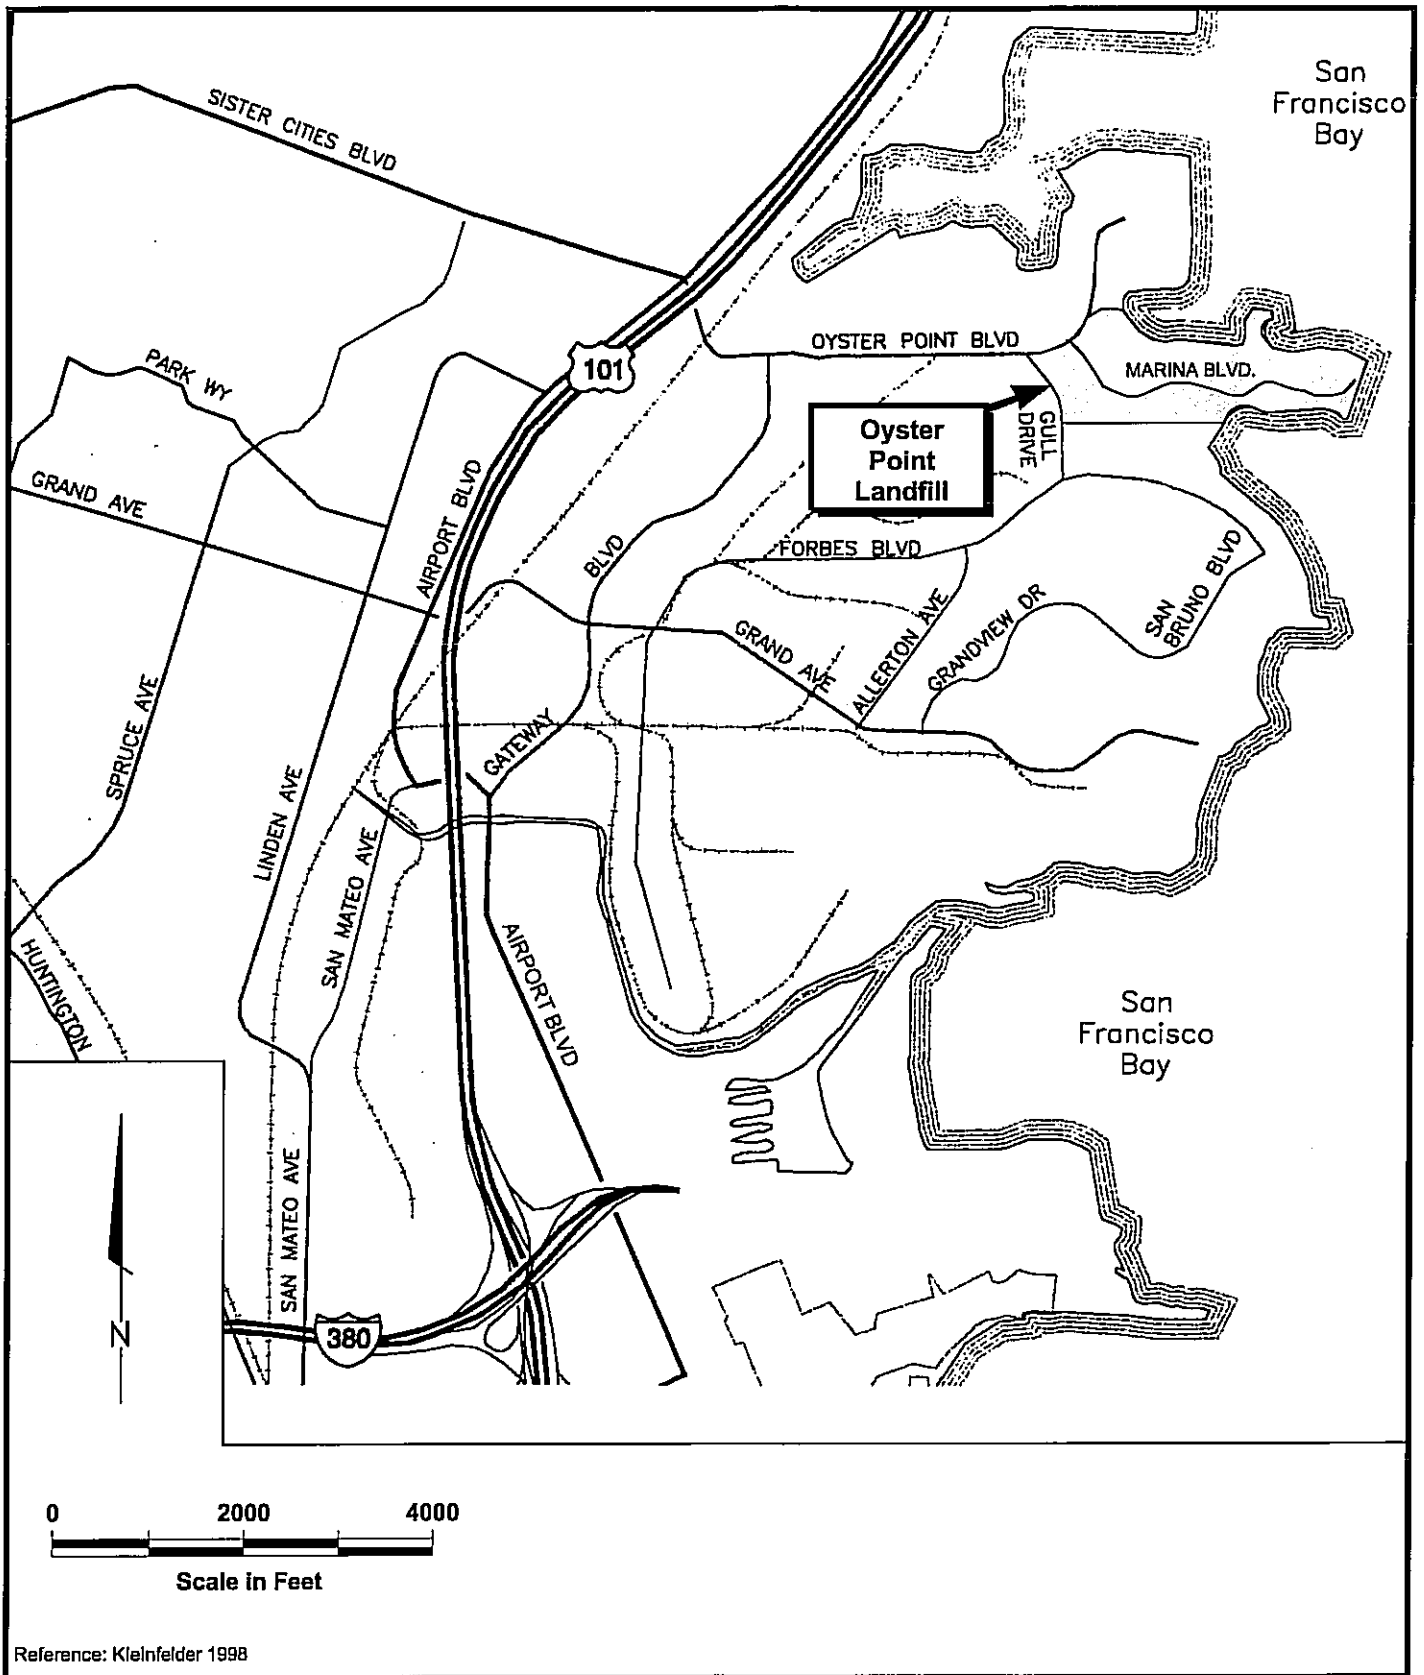 San
Francisco
Bay
SISTER CITIES BLVD
OYSTER POINT BLVD
101
PARK WY
MARINA BLVD.
Oyster
Point
Landfill
GULL
DRIVE
GRAND AVE
AIRPORT BLVD
BLVD
FORBES BLVD
SAN
BRUNO BLVD
GRAND AVE
ALLERTON AVE
GRANDVIEW DR
SPRUCE AVE
GATEWAY
LINDEN AVE
SAN MATEO AVE
HUNTINGTON
AIRPORT BLVD
San
Francisco
Bay
SAN MATEO AVE
N
380
0 2000 4000
Scale in Feet
Reference: Kleinfelder 1998